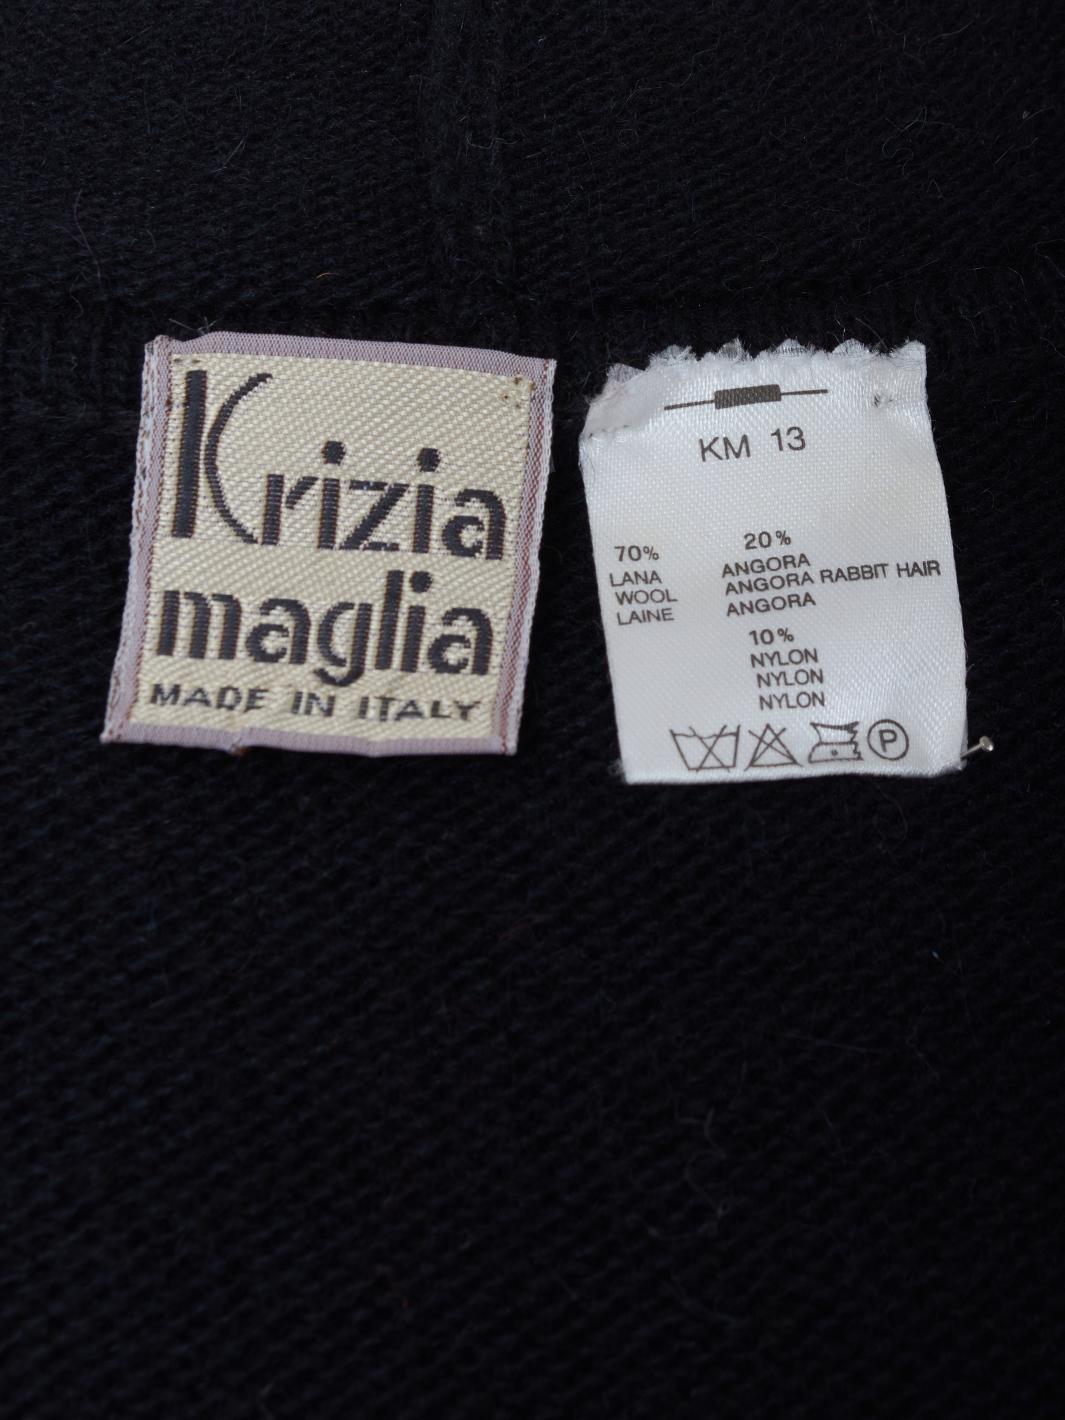 Krizia
maglia
MADE IN ITALY
KM 13
70%
LANA
WOOL
LAINE
20%
ANGORA
ANGORA RABBIT HAIR
ANGORA
10%
NYLON
NYLON
NYLON
P